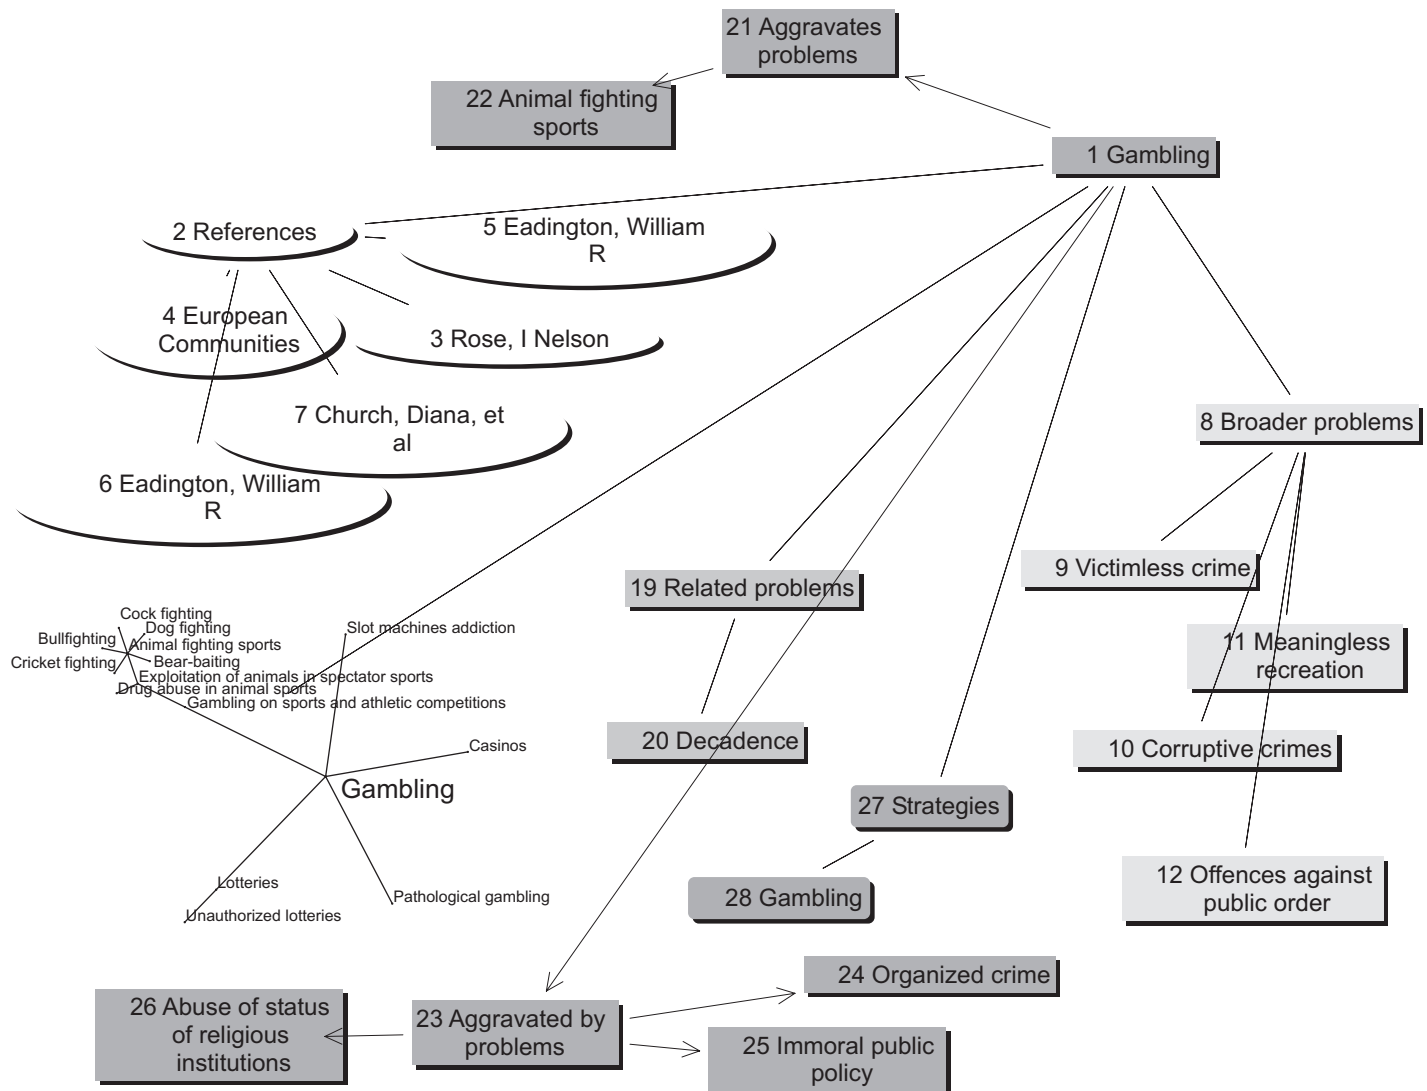 21 Aggravates
problems
22 Animal fighting
sports
1 Gambling
2 References
5 Eadington, William
R
4 European
Communities
3 Rose, I Nelson
7 Church, Diana, et
al
6 Eadington, William
R
8 Broader problems
9 Victimless crime
19 Related problems
11 Meaningless
recreation
20 Decadence
10 Corruptive crimes
27 Strategies
28 Gambling
12 Offences against
public order
Cock fighting
Dog fighting
Bullfighting
Animal fighting sports
Cricket fighting
Bear-baiting
Exploitation of animals in spectator sports
Drug abuse in animal sports
Gambling on sports and athletic competitions
Slot machines addiction
Casinos
Gambling
Lotteries
Unauthorized lotteries
Pathological gambling
24 Organized crime
26 Abuse of status
of religious
institutions
23 Aggravated by
problems
25 Immoral public
policy